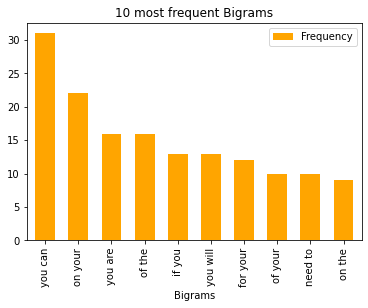 10 most frequent Bigrams
Frequency
30
25
20
15
10
5
0
you can
on your
you are
of the
if you
you will
for your
of your
need to
on the
Bigrams